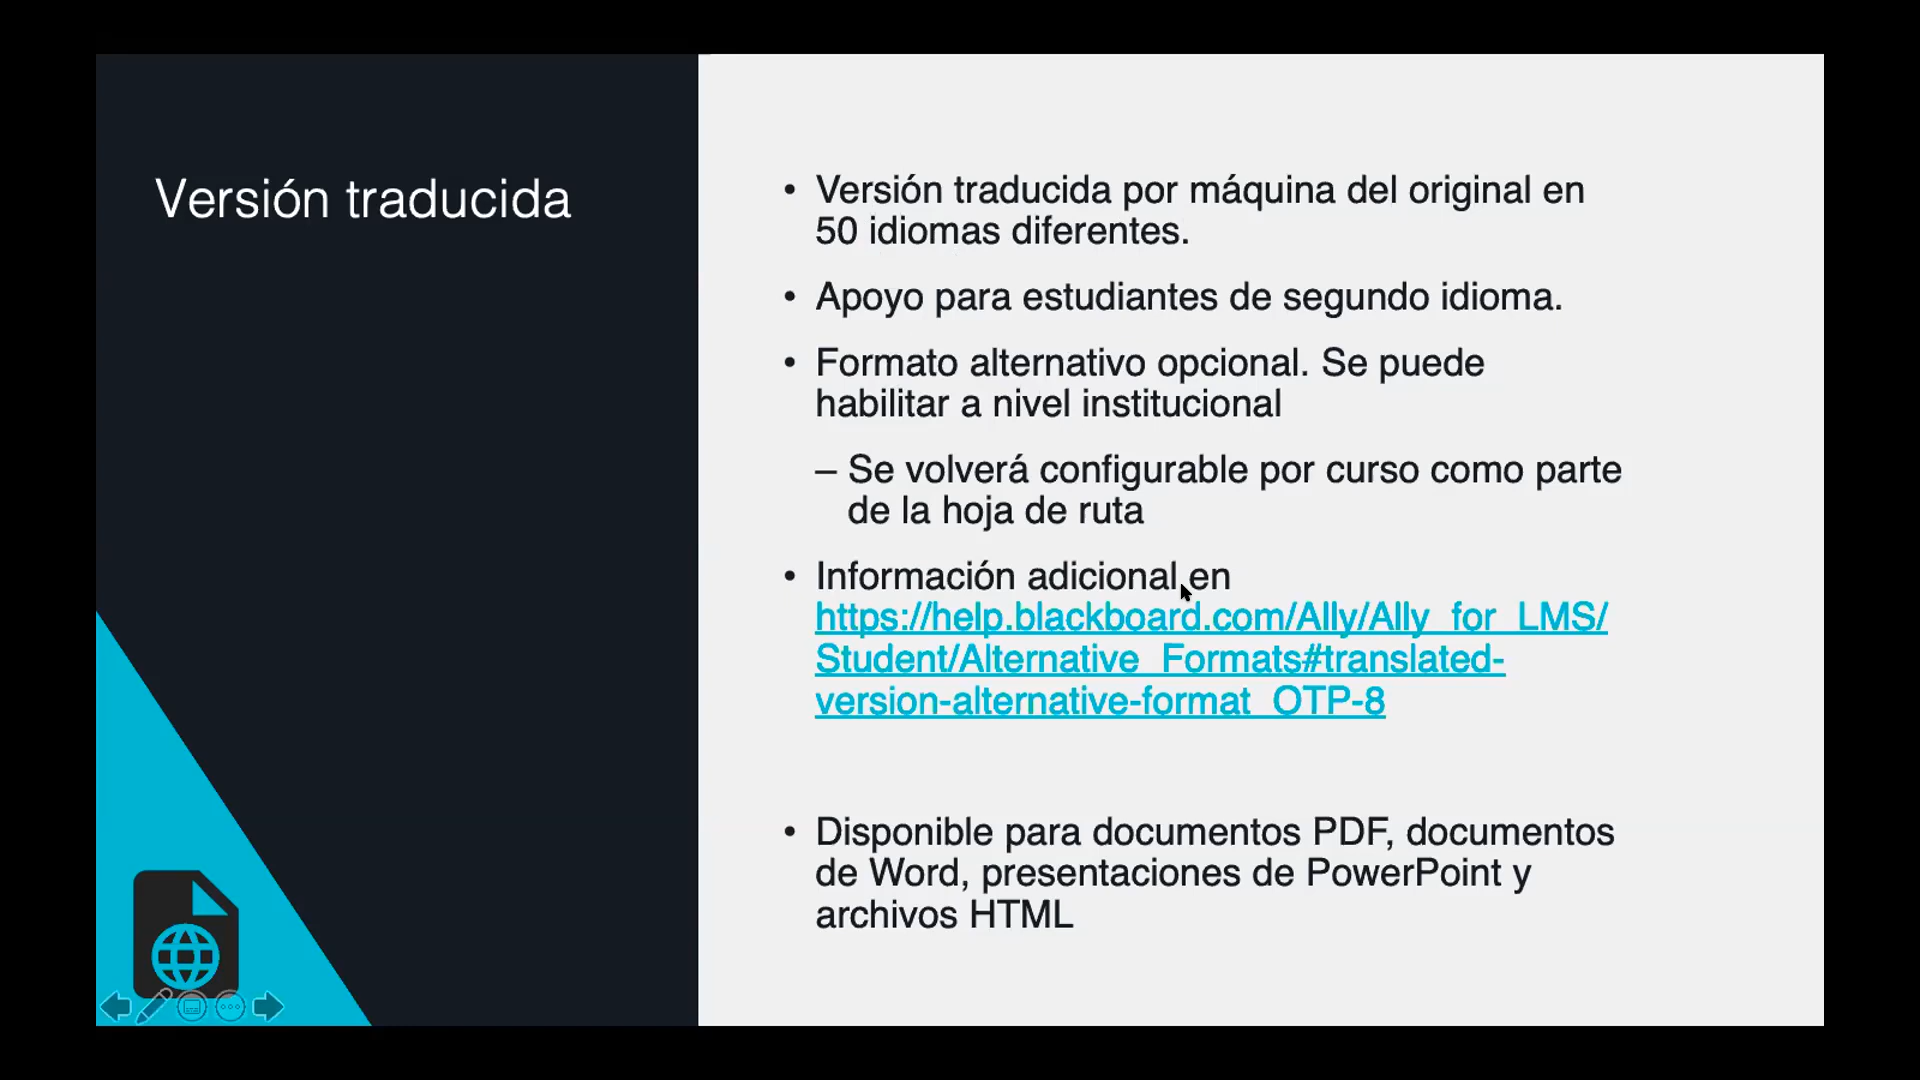 Versión traducida
• Versión traducida por máquina del original en
50 idiomas diferentes.
• Apoyo para estudiantes de segundo idioma.
• Formato alternativo opcional. Se puede
habilitar a nivel institucional
– Se volverá configurable por curso como parte
de la hoja de ruta
• Información adicional en
https://help.blackboard.com/Ally/Ally_for_LMS/
Student/Alternative_Formats#translated-
version-alternative-format_OTP-8
• Disponible para documentos PDF, documentos
de Word, presentaciones de PowerPoint y
archivos HTML